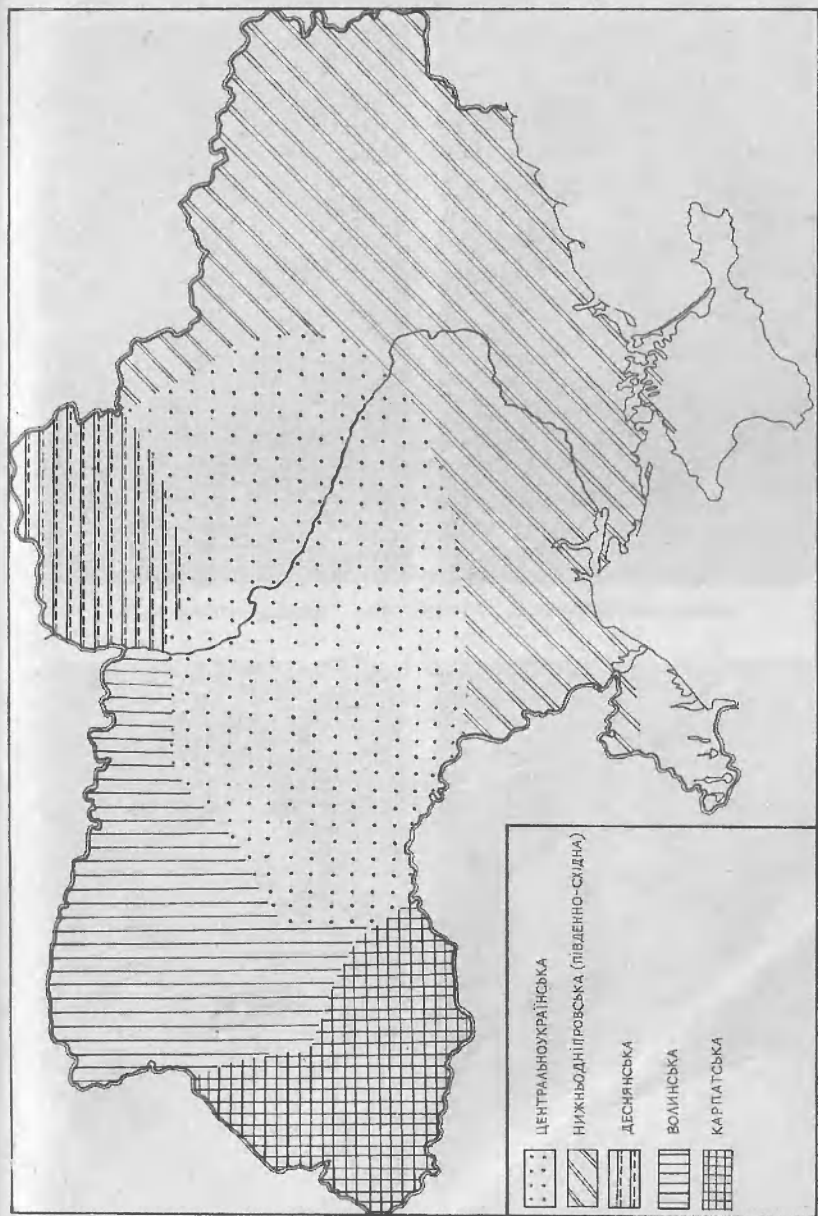 ЦЕНТРАЛЬНОУКРАЇНСЬКА
НИЖНЬОДНІПРОВСЬКА (ПІВДЕННО-СХІДНА)
ДЕСНЯНСЬКА
ВОЛИНСЬКА
КАРПАТСЬКА